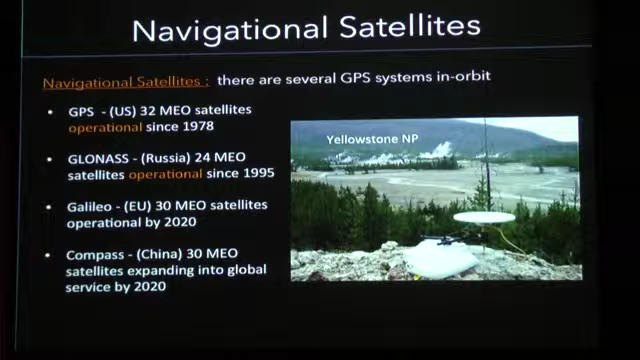 Navigational Satellites
Navigational Satellites : there are several GPS systems in-orbit
• GPS - (US) 32 MEO satellites
operational since 1978
• GLONASS - (Russia) 24 MEO
satellites operational since 1995
• Galileo - (EU) 30 MEO satellites
operational by 2020
• Compass - (China) 30 MEO
satellites expanding into global
service by 2020
Yellowstone NP